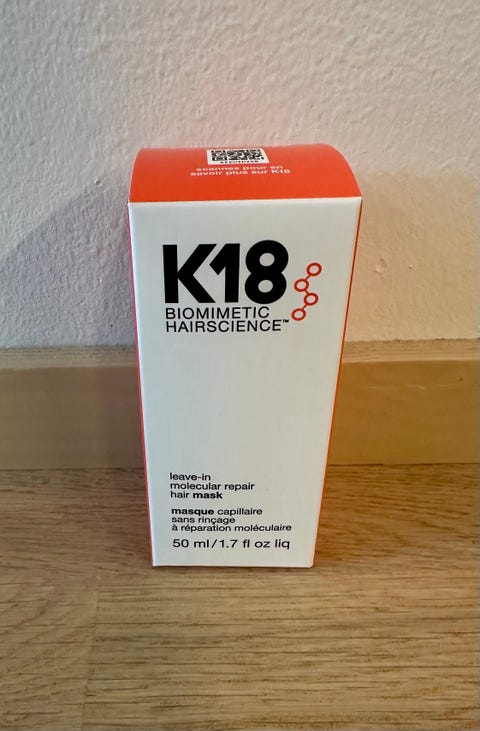 scannez pour en
savoir plus sur K18
K18
BIOMIMETIC
HAIRSCIENCE™
leave-in
molecular repair
hair mask
masque capillaire
sans rinçage
à réparation moléculaire
50 ml/1.7 fl oz liq